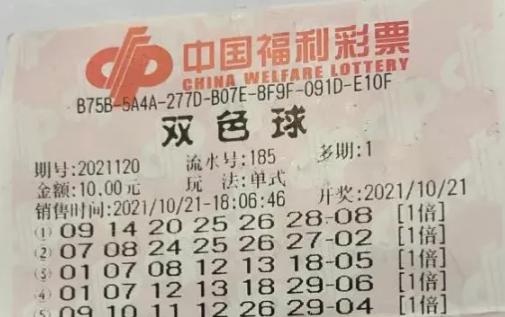 中国福利彩票
CHINA WELFARE LOTTERY
B75B-5A4A-277D-B07E-8F9F-091D-E10F
双色球
期号:2021120 流水号:185 多期:1
金额:10.00元 玩 法:单式 开奖:2021/10/21
销售时间:2021/10/21-18:06:46
① 09 14 20 25 26 28-08 [1倍]
② 07 08 24 25 26 27-02 [1倍]
③ 01 07 08 12 13 18-05 [1倍]
④ 01 07 12 13 18 29-06 [1倍]
⑤ 09 10 11 12 26 29-04 [1倍]